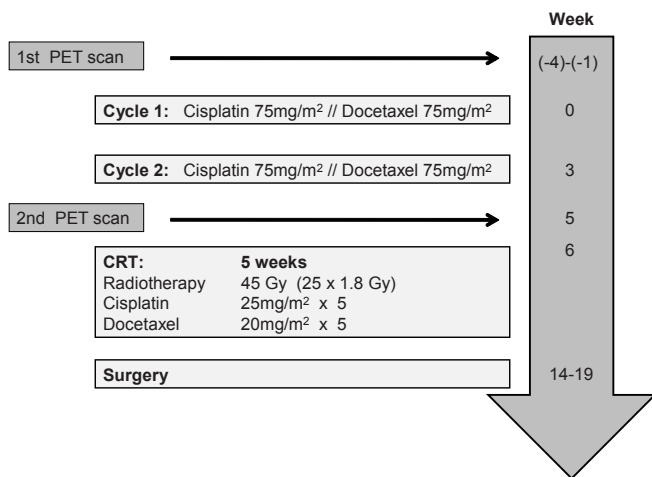 Week
1st PET scan (-4)-(-1)
Cycle 1: Cisplatin 75mg/m² // Docetaxel 75mg/m² 0
Cycle 2: Cisplatin 75mg/m² // Docetaxel 75mg/m² 3
2nd PET scan 5
6
CRT: 5 weeks
Radiotherapy 45 Gy (25 x 1.8 Gy)
Cisplatin 25mg/m² x 5
Docetaxel 20mg/m² x 5
Surgery 14-19